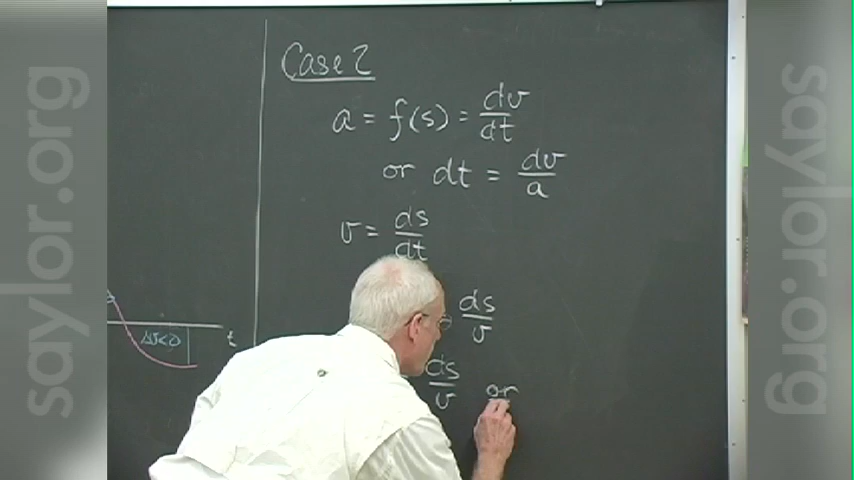 saylor.org
Case 2
a = f(s) = dv/dt
or dt = dv/a
v = ds/dt
= ds/v
ds/v or
Δv<0
t
saylor.org